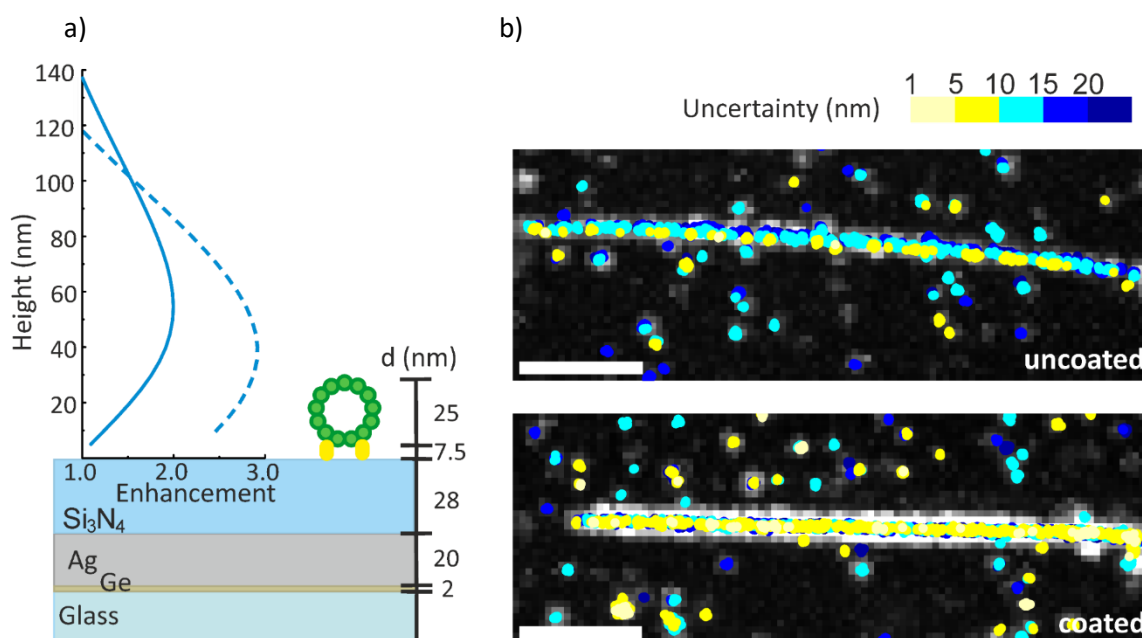 a)
b)
140
120
100
80
60
40
20
Height (nm)
1.0 2.0 3.0
Enhancement
d (nm)
25
7.5
28
20
2
Si₃N₄
Ag
Ge
Glass
1 5 10 15 20
Uncertainty (nm)
uncoated
coated